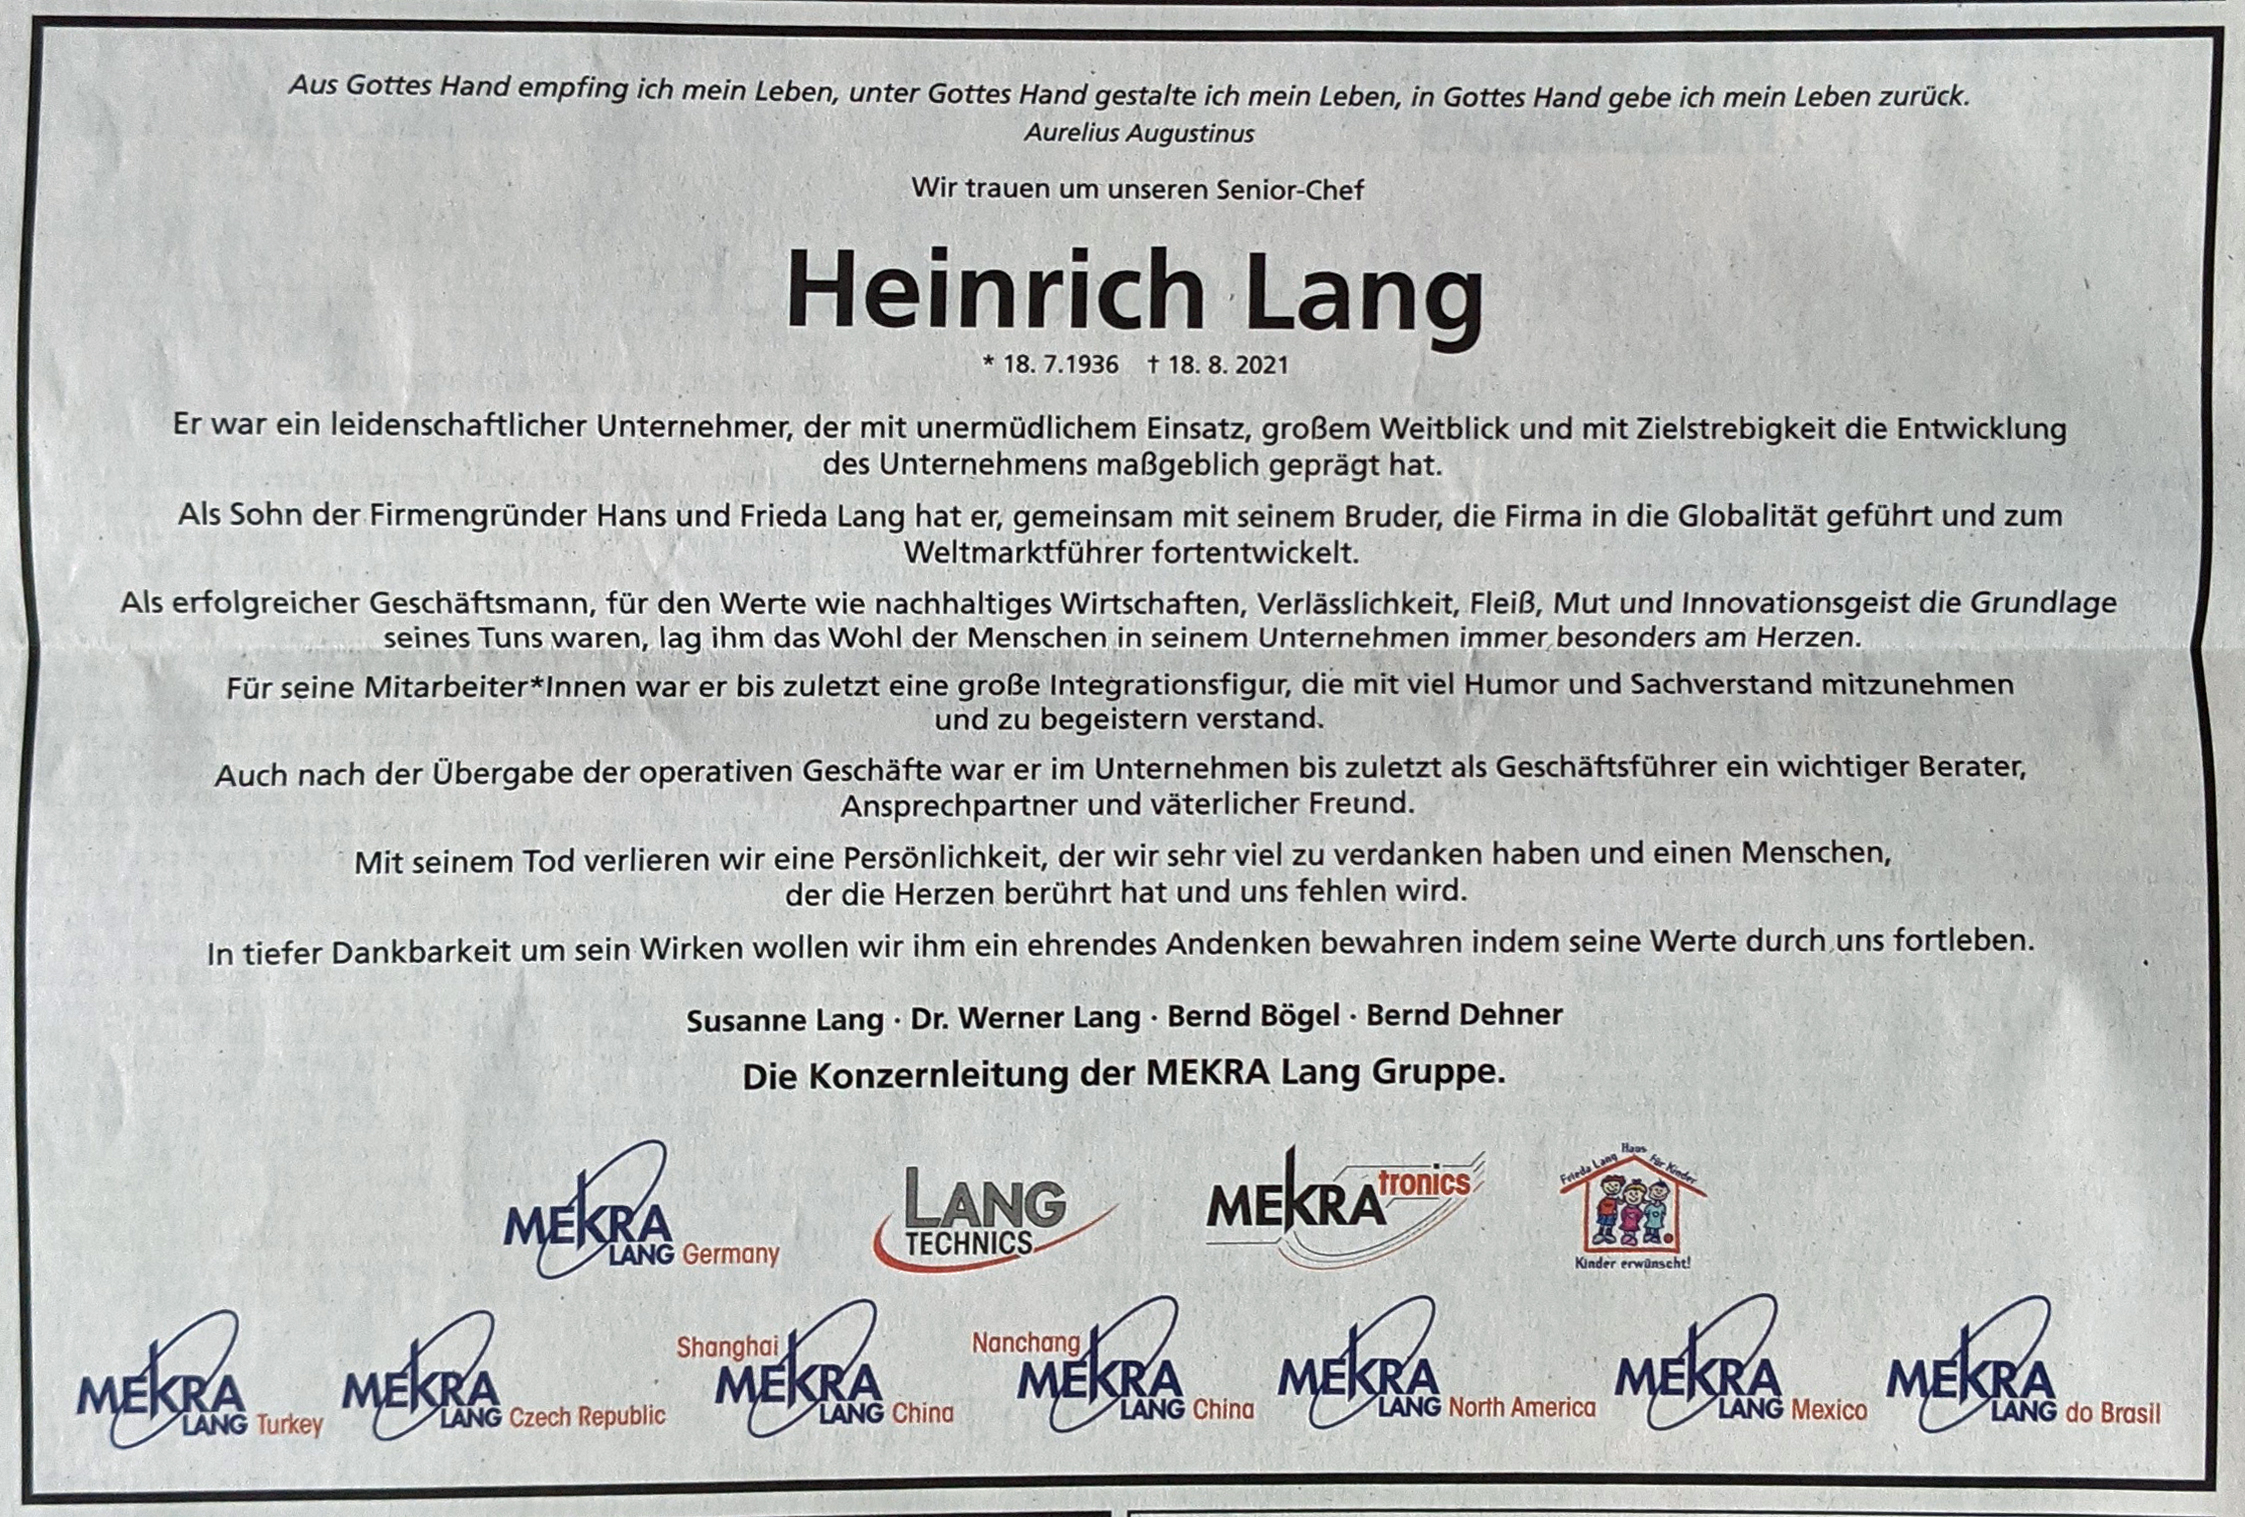 Aus Gottes Hand empfing ich mein Leben, unter Gottes Hand gestalte ich mein Leben, in Gottes Hand gebe ich mein Leben zurück.
Aurelius Augustinus
Wir trauen um unseren Senior-Chef
Heinrich Lang
* 18. 7.1936 † 18. 8. 2021
Er war ein leidenschaftlicher Unternehmer, der mit unermüdlichem Einsatz, großem Weitblick und mit Zielstrebigkeit die Entwicklung
des Unternehmens maßgeblich geprägt hat.
Als Sohn der Firmengründer Hans und Frieda Lang hat er, gemeinsam mit seinem Bruder, die Firma in die Globalität geführt und zum
Weltmarktführer fortentwickelt.
Als erfolgreicher Geschäftsmann, für den Werte wie nachhaltiges Wirtschaften, Verlässlichkeit, Fleiß, Mut und Innovationsgeist die Grundlage
seines Tuns waren, lag ihm das Wohl der Menschen in seinem Unternehmen immer besonders am Herzen.
Für seine Mitarbeiter*Innen war er bis zuletzt eine große Integrationsfigur, die mit viel Humor und Sachverstand mitzunehmen
und zu begeistern verstand.
Auch nach der Übergabe der operativen Geschäfte war er im Unternehmen bis zuletzt als Geschäftsführer ein wichtiger Berater,
Ansprechpartner und väterlicher Freund.
Mit seinem Tod verlieren wir eine Persönlichkeit, der wir sehr viel zu verdanken haben und einen Menschen,
der die Herzen berührt hat und uns fehlen wird.
In tiefer Dankbarkeit um sein Wirken wollen wir ihm ein ehrendes Andenken bewahren indem seine Werte durch uns fortleben.
Susanne Lang · Dr. Werner Lang · Bernd Bögel · Bernd Dehner
Die Konzernleitung der MEKRA Lang Gruppe.
MEKRA
LANG Germany
LANG
TECHNICS
MEKRAtronics
Frieda Lang Haus für Kinder
Kinder erwünscht!
MEKRA
LANG Turkey
MEKRA
LANG Czech Republic
Shanghai
MEKRA
LANG China
Nanchang
MEKRA
LANG China
MEKRA
LANG North America
MEKRA
LANG Mexico
MEKRA
LANG do Brasil